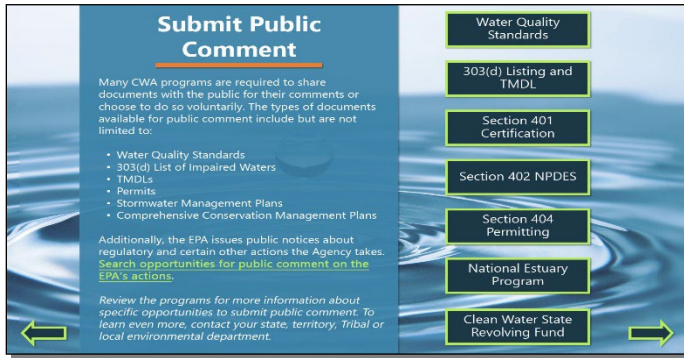 Submit Public
Comment
Many CWA programs are required to share
documents with the public for their comments or
choose to do so voluntarily. The types of documents
available for public comment include but are not
limited to:
• Water Quality Standards
• 303(d) List of Impaired Waters
• TMDLs
• Permits
• Stormwater Management Plans
• Comprehensive Conservation Management Plans
Additionally, the EPA issues public notices about
regulatory and certain other actions the Agency takes.
Search opportunities for public comment on the
EPA's actions.
Review the programs for more information about
specific opportunities to submit public comment. To
learn even more, contact your state, territory, Tribal or
local environmental department.
Water Quality
Standards
303(d) Listing and
TMDL
Section 401
Certification
Section 402 NPDES
Section 404
Permitting
National Estuary
Program
Clean Water State
Revolving Fund